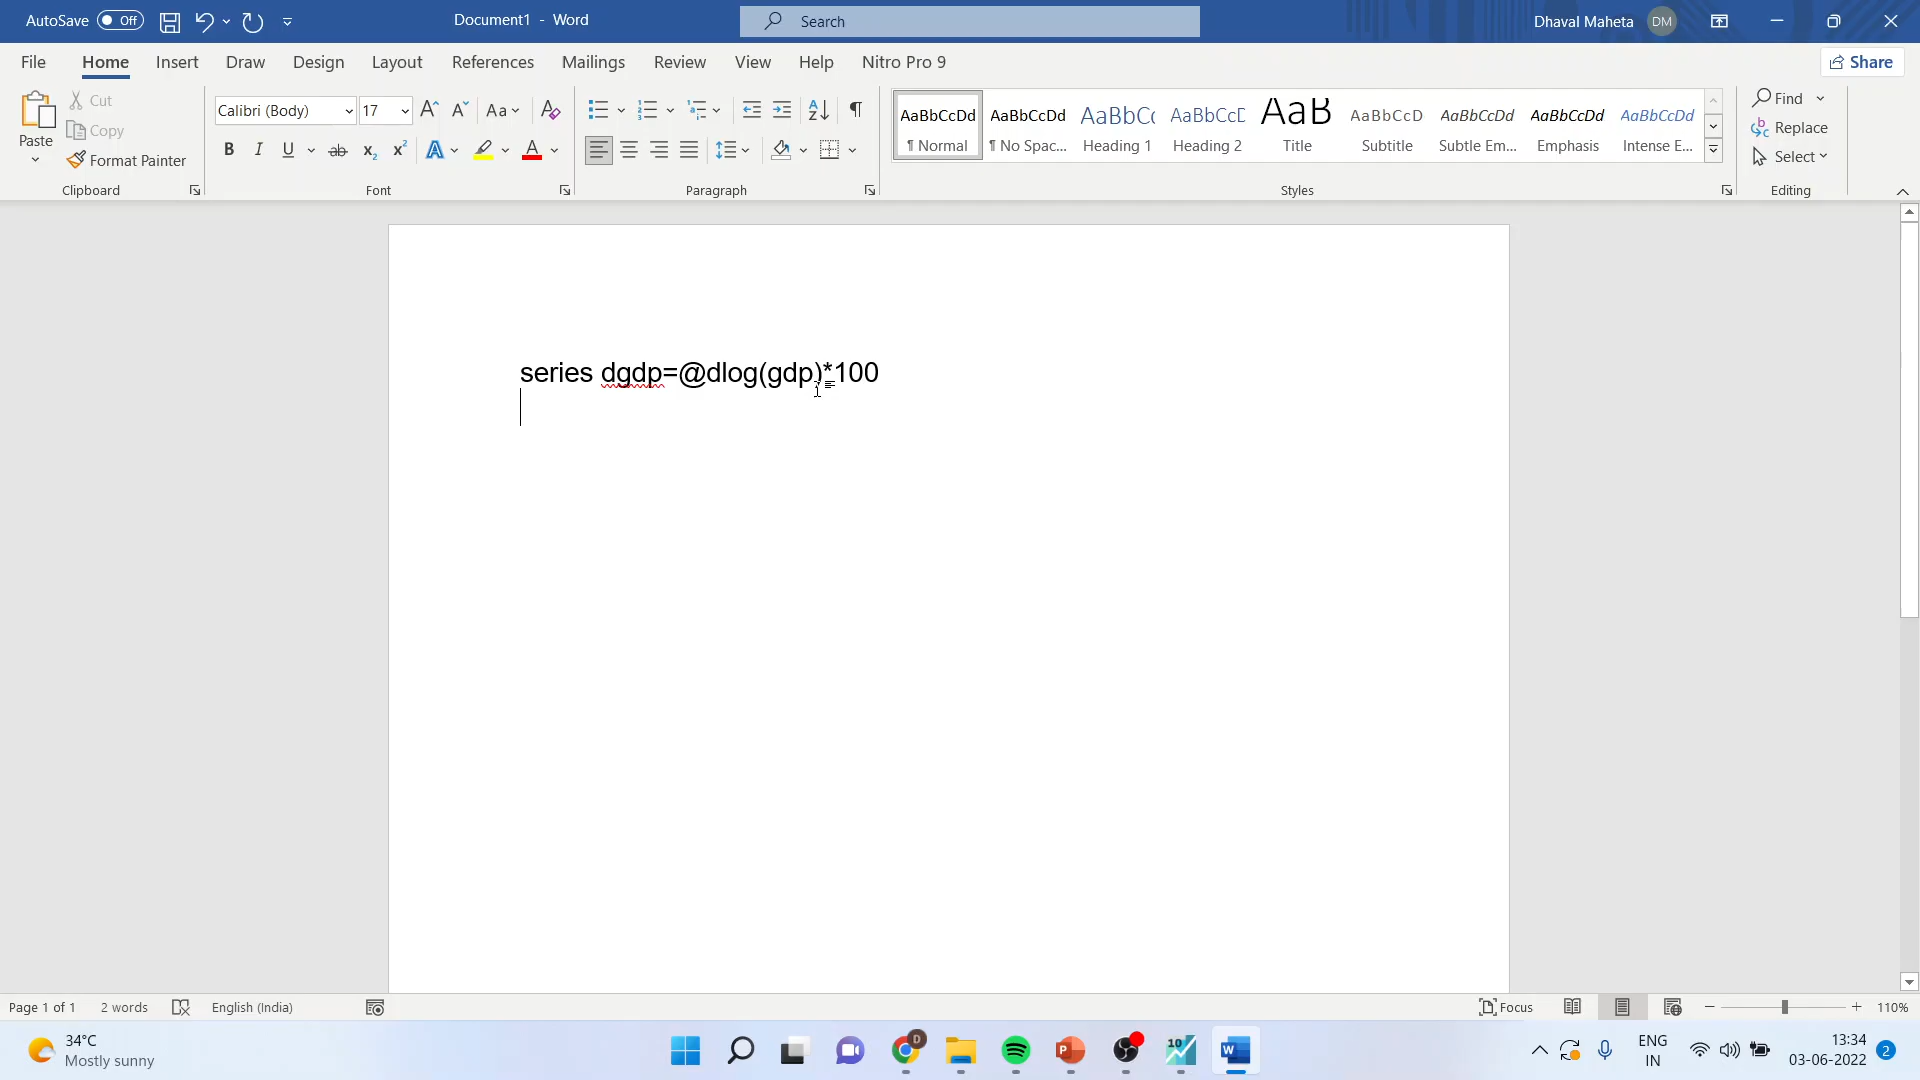 AutoSave Off Document1 - Word Search Dhaval Maheta DM
File Home Insert Draw Design Layout References Mailings Review View Help Nitro Pro 9 Share
Paste
Cut
Copy
Format Painter
Clipboard
Calibri (Body) 17
Font
Paragraph
AaBbCcDd ¶ Normal
AaBbCcDd ¶ No Spac...
AaBbCc Heading 1
AaBbCcD Heading 2
AaB Title
AaBbCcD Subtitle
AaBbCcDd Subtle Em...
AaBbCcDd Emphasis
AaBbCcDd Intense E...
Styles
Find
Replace
Select
Editing
series dgdp=@dlog(gdp)*100
Page 1 of 1 2 words English (India) Focus 110%
34°C
Mostly sunny
ENG
IN
13:34
03-06-2022
2